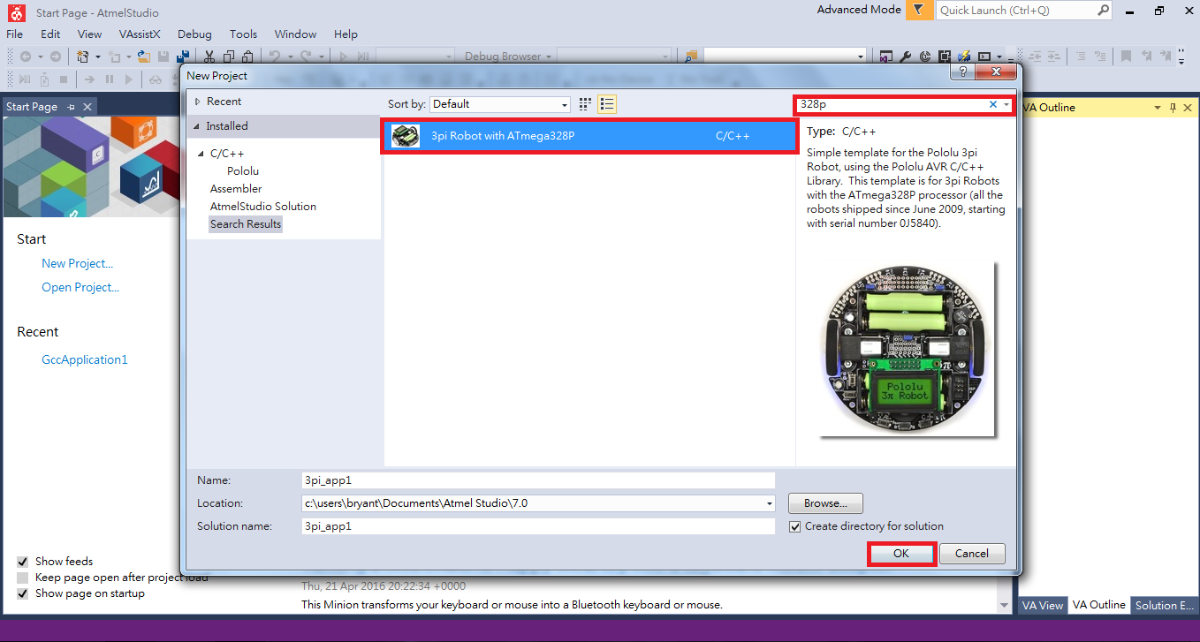 Start Page - AtmelStudio
Advanced Mode
Quick Launch (Ctrl+Q)
File Edit View VAssistX Debug Tools Window Help
Debug Browser
New Project
Start Page
VA Outline
Recent
Installed
C/C++
Pololu
Assembler
AtmelStudio Solution
Search Results
Sort by: Default
328p
3pi Robot with ATmega328P C/C++
Type: C/C++
Simple template for the Pololu 3pi
Robot, using the Pololu AVR C/C++
Library. This template is for 3pi Robots
with the ATmega328P processor (all the
robots shipped since June 2009, starting
with serial number 0J5840).
Pololu
3π Robot
Start
New Project...
Open Project...
Recent
GccApplication1
Name: 3pi_app1
Location: c:\users\bryant\Documents\Atmel Studio\7.0
Browse...
Solution name: 3pi_app1
Create directory for solution
OK
Cancel
Show feeds
Keep page open after project load
Show page on startup
Thu, 21 Apr 2016 20:22:34 +0000
This Minion transforms your keyboard or mouse into a Bluetooth keyboard or mouse.
VA View VA Outline Solution E...